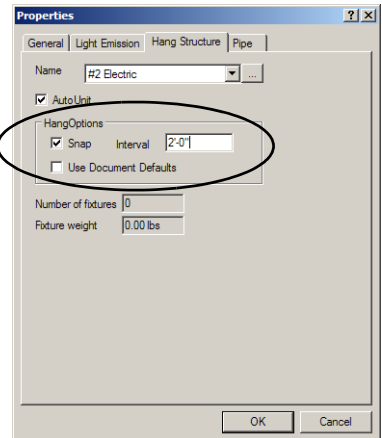 Properties
General Light Emission Hang Structure Pipe
Name #2 Electric ...
AutoUnit
HangOptions
Snap Interval 2'-0"
Use Document Defaults
Number of fixtures 0
Fixture weight 0.00 lbs
OK Cancel